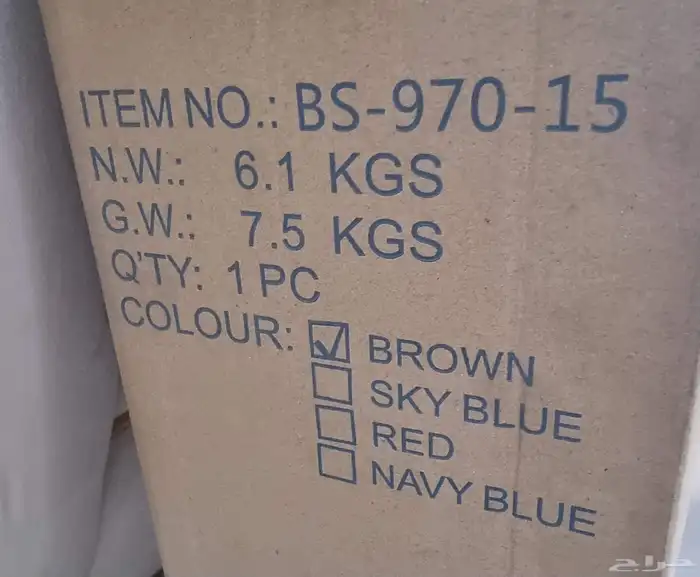 ITEM NO.: BS-970-15
N.W.: 6.1 KGS
G.W.: 7.5 KGS
Q'TY: 1 PC
COLOUR: ☑ BROWN
☐ SKY BLUE
☐ RED
☐ NAVY BLUE
حراج